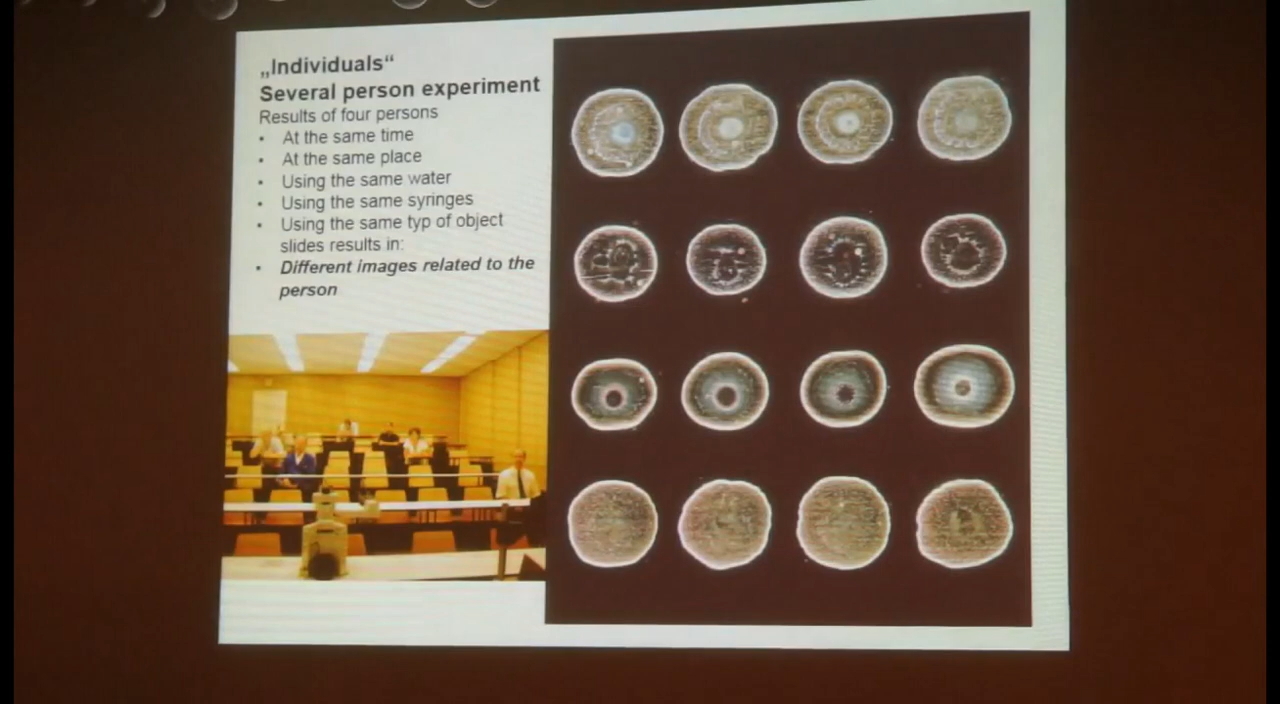 „Individuals“
Several person experiment
Results of four persons
• At the same time
• At the same place
• Using the same water
• Using the same syringes
• Using the same typ of object
slides results in:
• Different images related to the
person